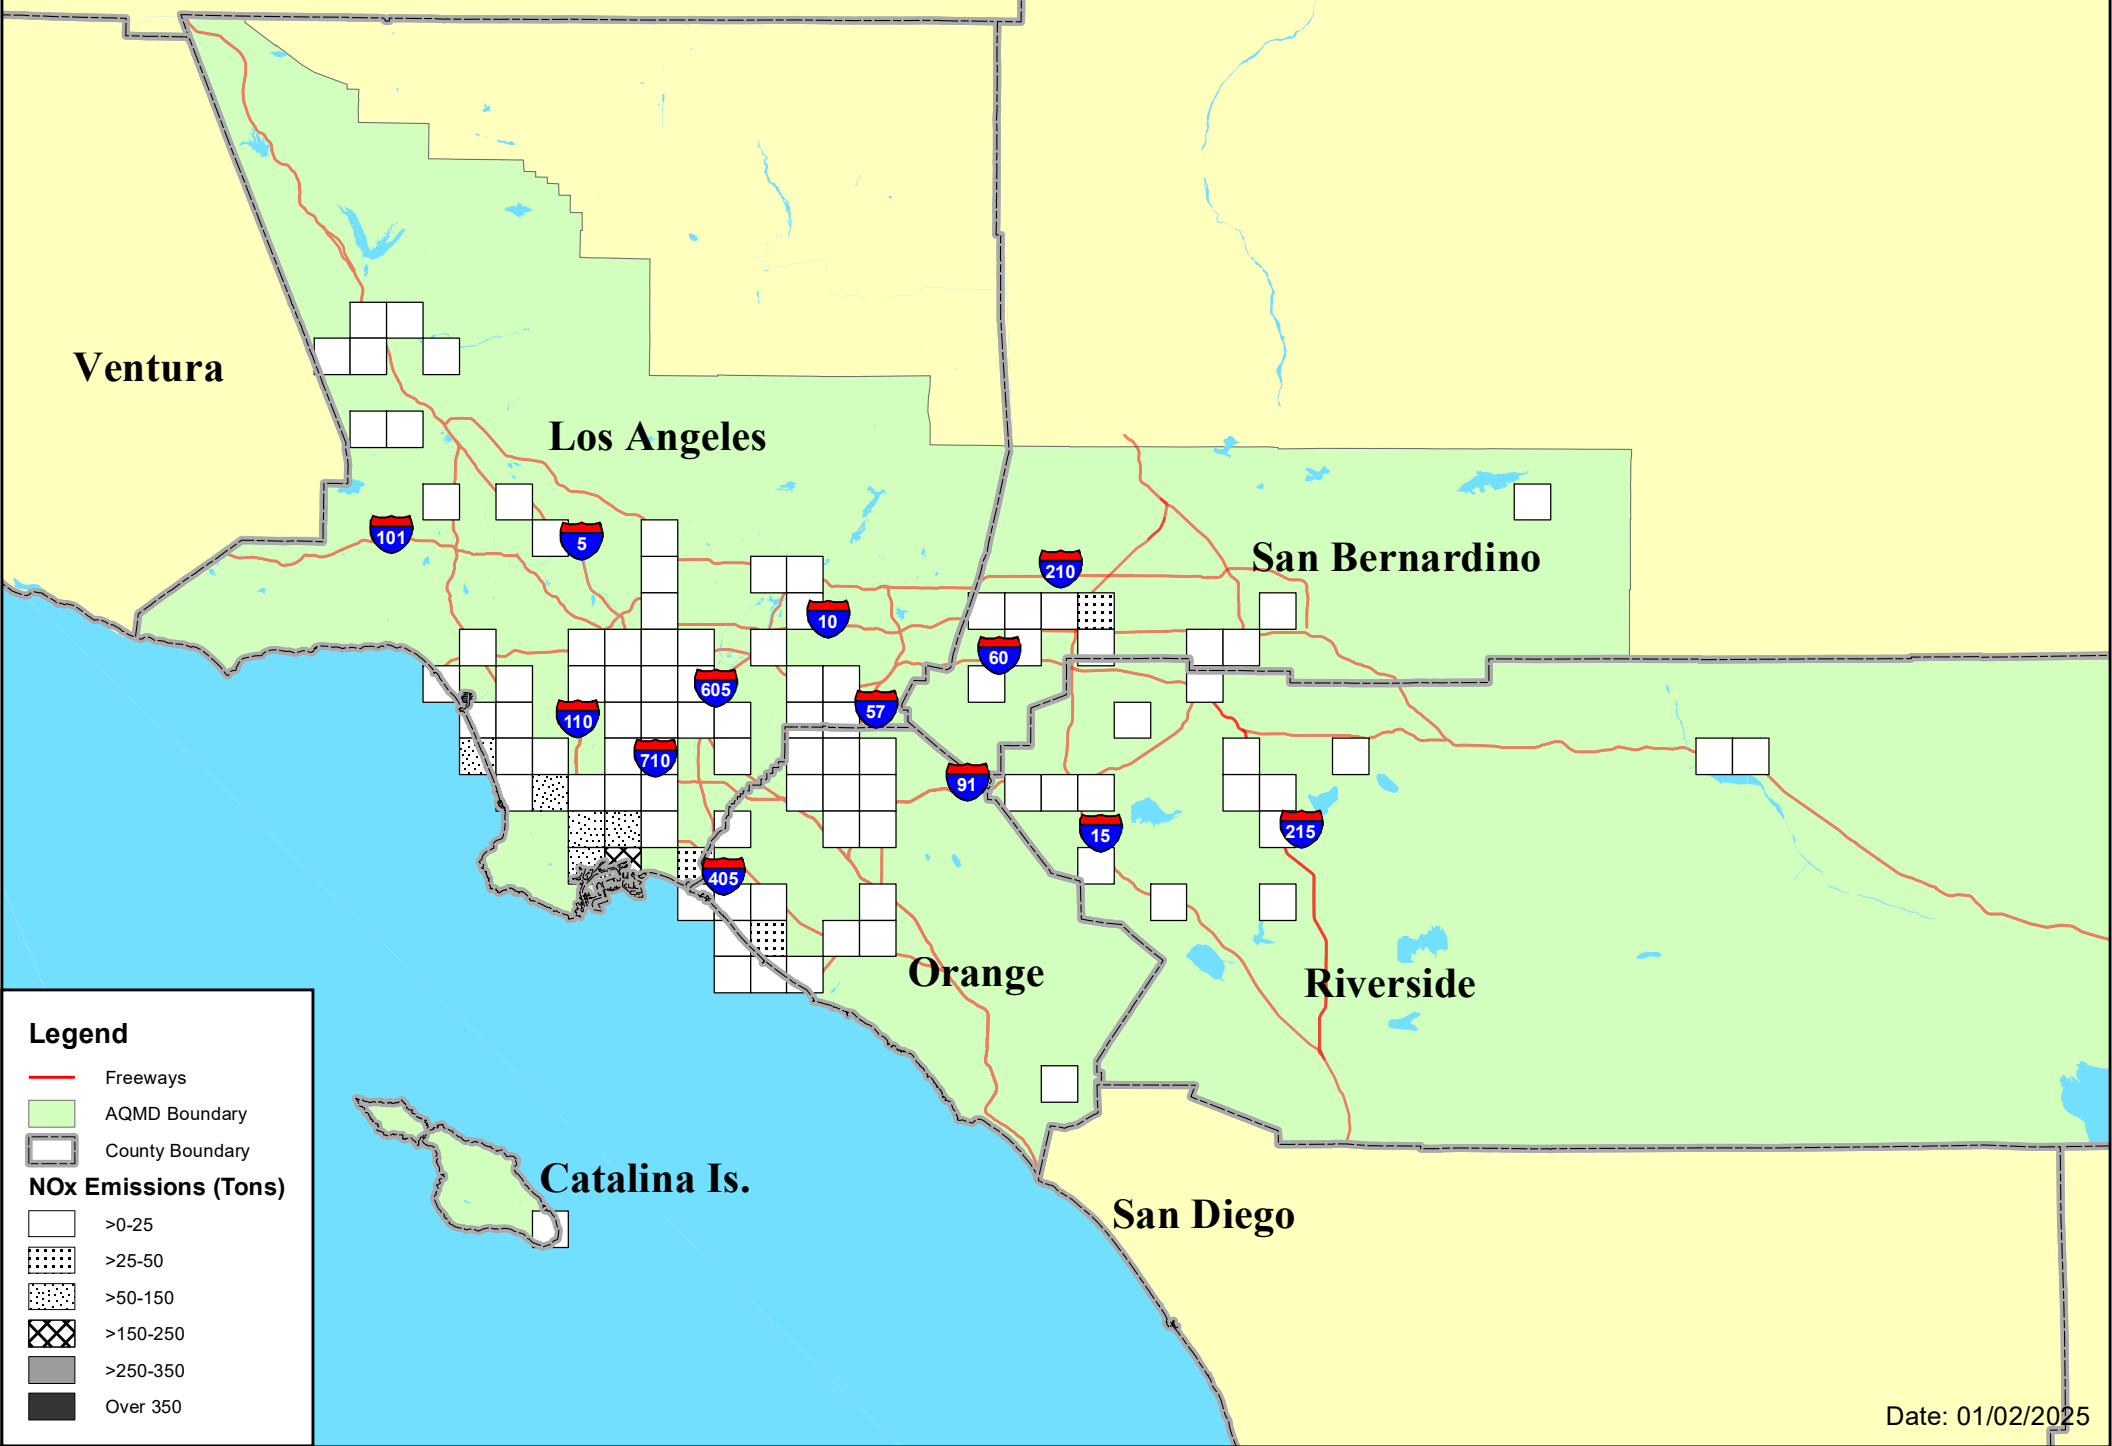 Ventura
Los Angeles
101
5
210
San Bernardino
10
60
605
57
110
710
91
15
215
405
Orange
Riverside
Catalina Is.
San Diego
Legend
Freeways
AQMD Boundary
County Boundary
NOx Emissions (Tons)
>0-25
>25-50
>50-150
>150-250
>250-350
Over 350
Date: 01/02/2025